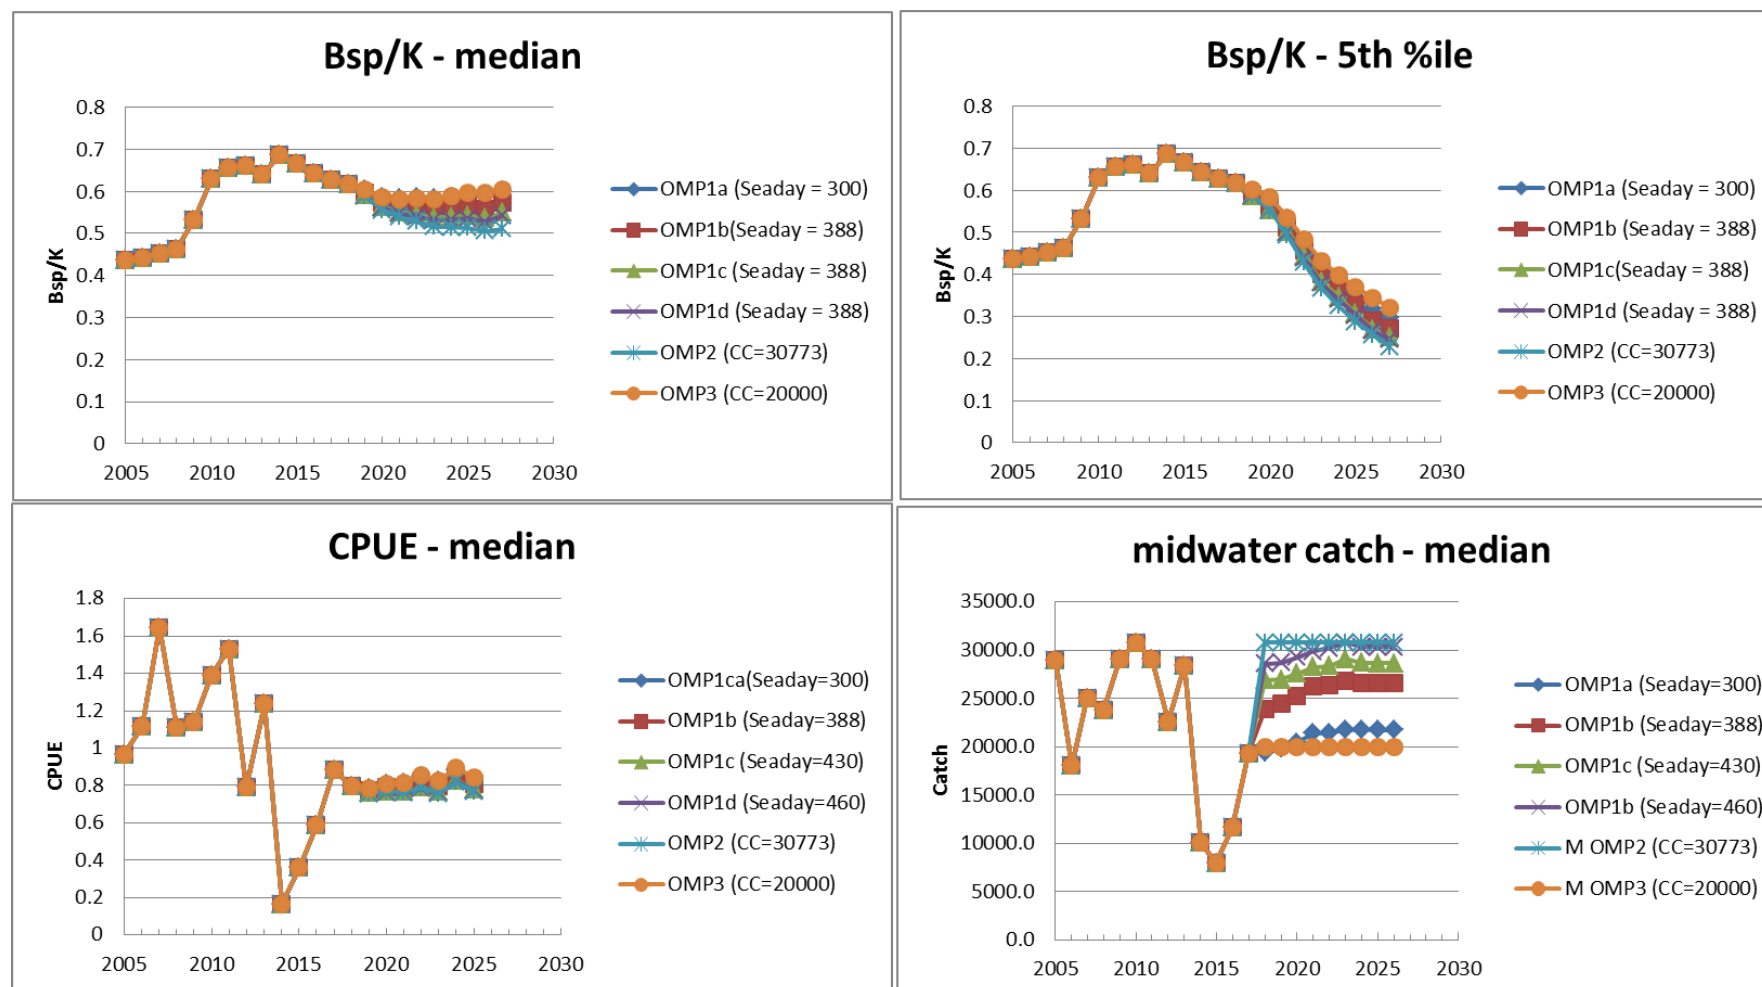 Bsp/K - median
Bsp/K
0.8
0.7
0.6
0.5
0.4
0.3
0.2
0.1
0
2005 2010 2015 2020 2025 2030
OMP1a (Seaday = 300)
OMP1b(Seaday = 388)
OMP1c (Seaday = 388)
OMP1d (Seaday = 388)
OMP2 (CC=30773)
OMP3 (CC=20000)
Bsp/K - 5th %ile
Bsp/K
0.8
0.7
0.6
0.5
0.4
0.3
0.2
0.1
0
2005 2010 2015 2020 2025 2030
OMP1a (Seaday = 300)
OMP1b (Seaday = 388)
OMP1c(Seaday = 388)
OMP1d (Seaday = 388)
OMP2 (CC=30773)
OMP3 (CC=20000)
CPUE - median
CPUE
1.8
1.6
1.4
1.2
1
0.8
0.6
0.4
0.2
0
2005 2010 2015 2020 2025 2030
OMP1ca(Seaday=300)
OMP1b (Seaday=388)
OMP1c (Seaday=430)
OMP1d (Seaday=460)
OMP2 (CC=30773)
OMP3 (CC=20000)
midwater catch - median
Catch
35000.0
30000.0
25000.0
20000.0
15000.0
10000.0
5000.0
0.0
2005 2010 2015 2020 2025 2030
OMP1a (Seaday=300)
OMP1b (Seaday=388)
OMP1c (Seaday=430)
OMP1b (Seaday=460)
M OMP2 (CC=30773)
M OMP3 (CC=20000)